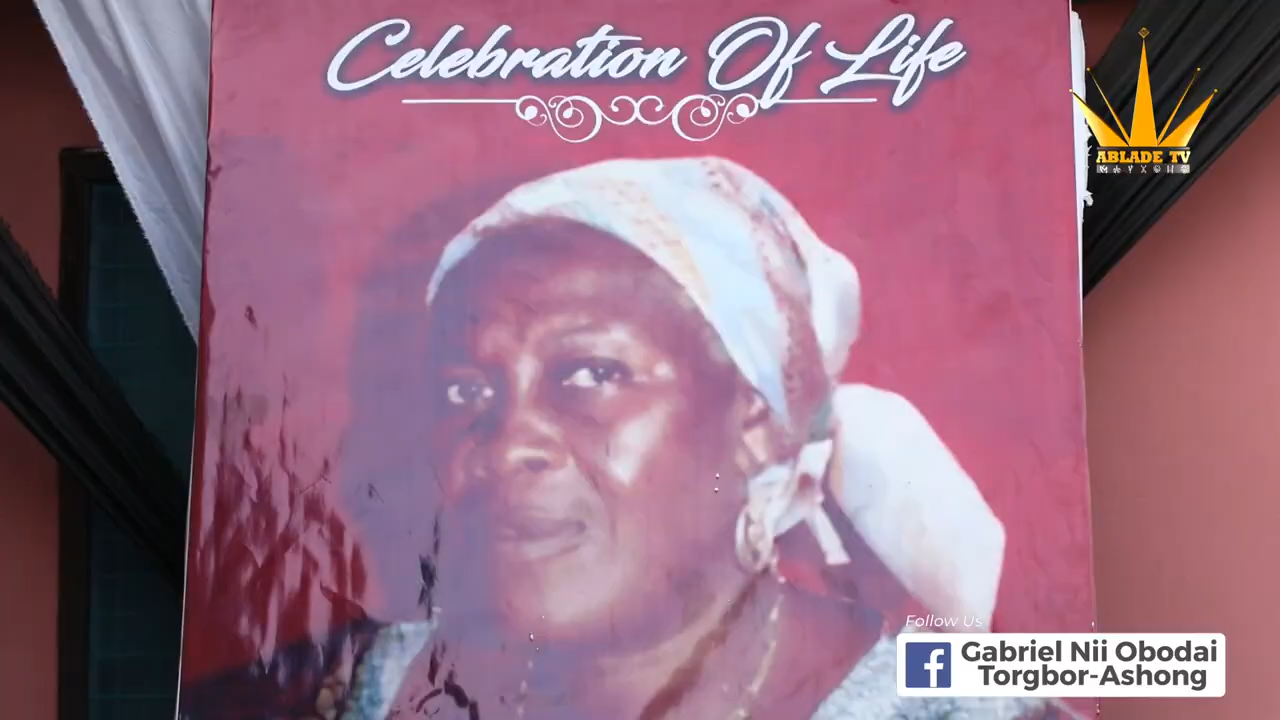 Celebration Of Life
ABLADE TV
Follow Us
Gabriel Nii Obodai
Torgbor-Ashong